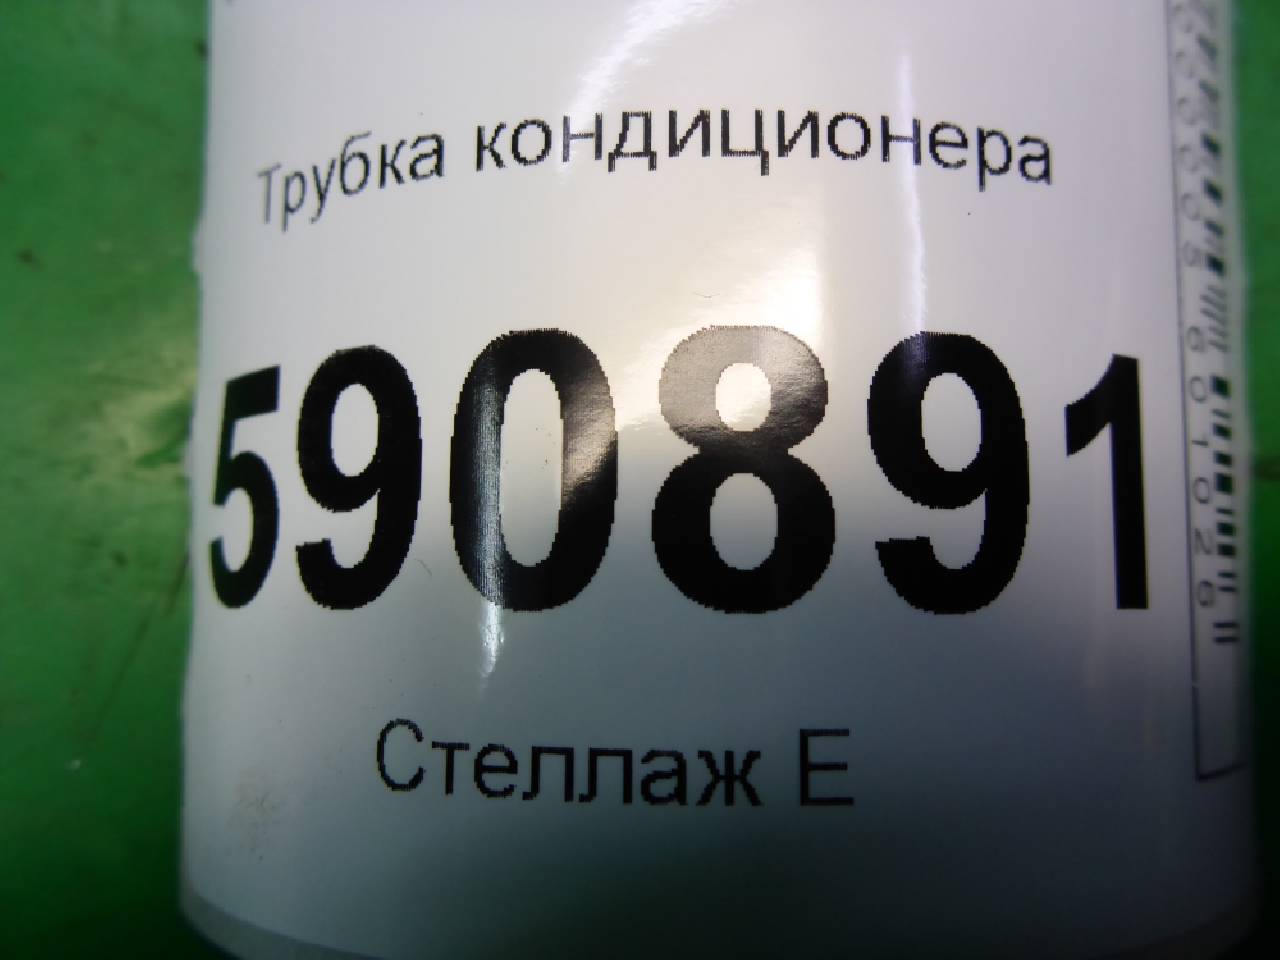 Трубка кондиционера
590891
Стеллаж Е